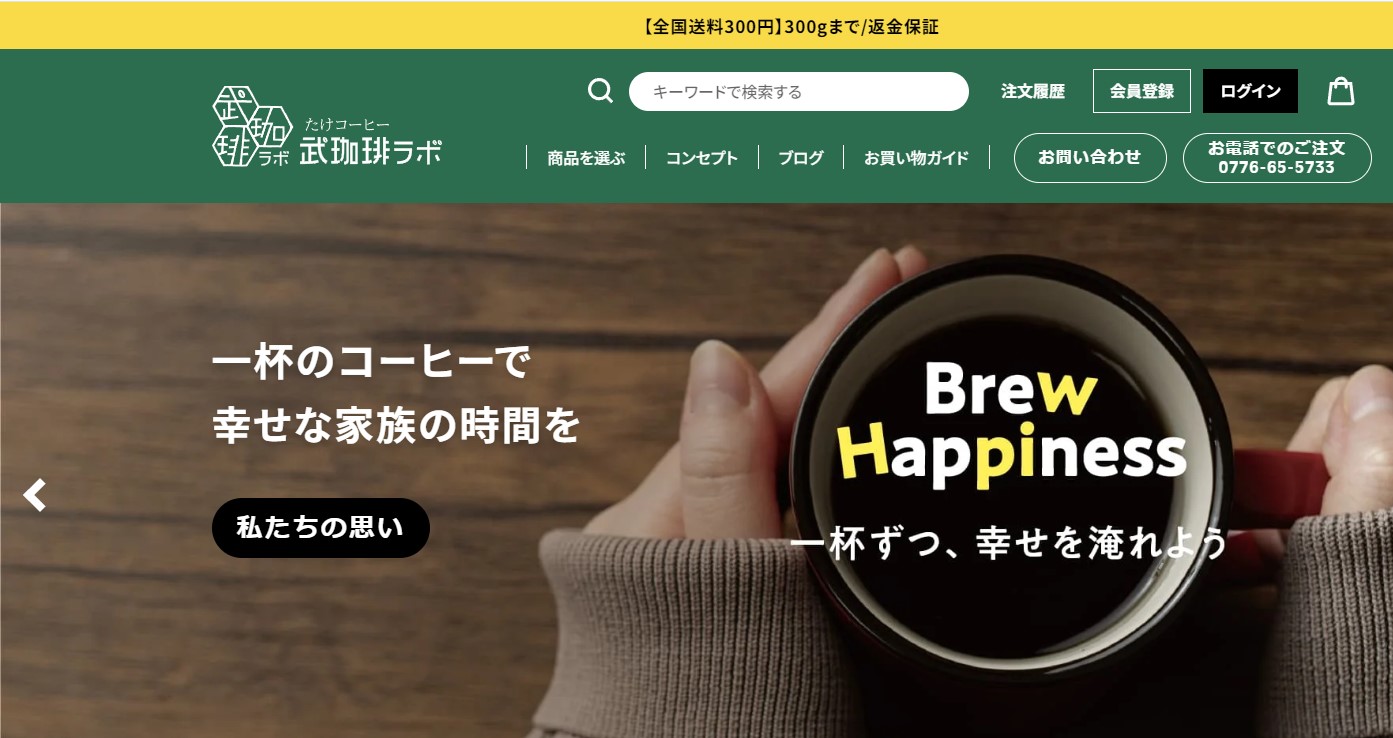 【全国送料300円】300gまで/返金保証
キーワードで検索する
注文履歴
会員登録
ログイン
武
珈
琲
ラボ
たけコーヒー
武珈琲ラボ
商品を選ぶ
コンセプト
ブログ
お買い物ガイド
お問い合わせ
お電話でのご注文
0776-65-5733
一杯のコーヒーで
幸せな家族の時間を
私たちの思い
Brew
Happiness
一杯ずつ、幸せを淹れよう